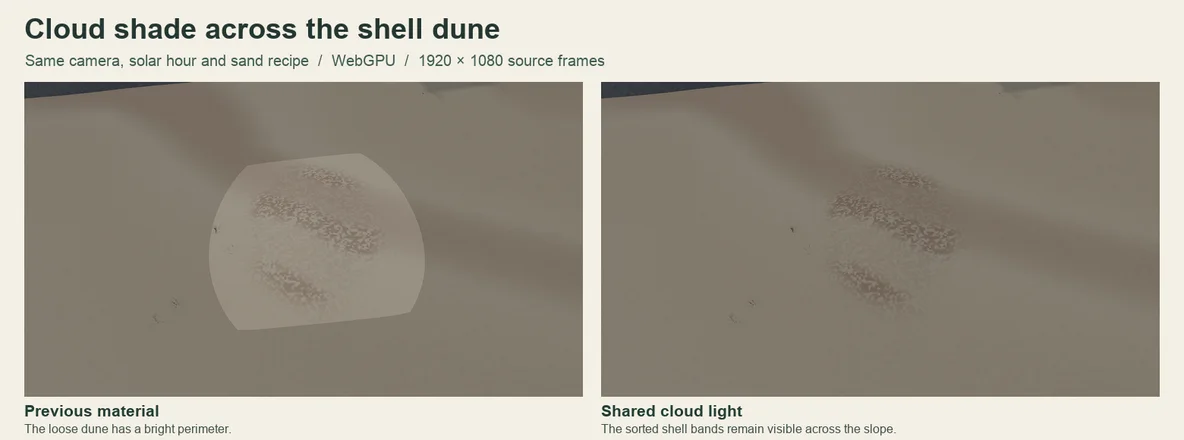 Cloud shade across the shell dune
Same camera, solar hour and sand recipe / WebGPU / 1920 × 1080 source frames
Previous material
The loose dune has a bright perimeter.
Shared cloud light
The sorted shell bands remain visible across the slope.